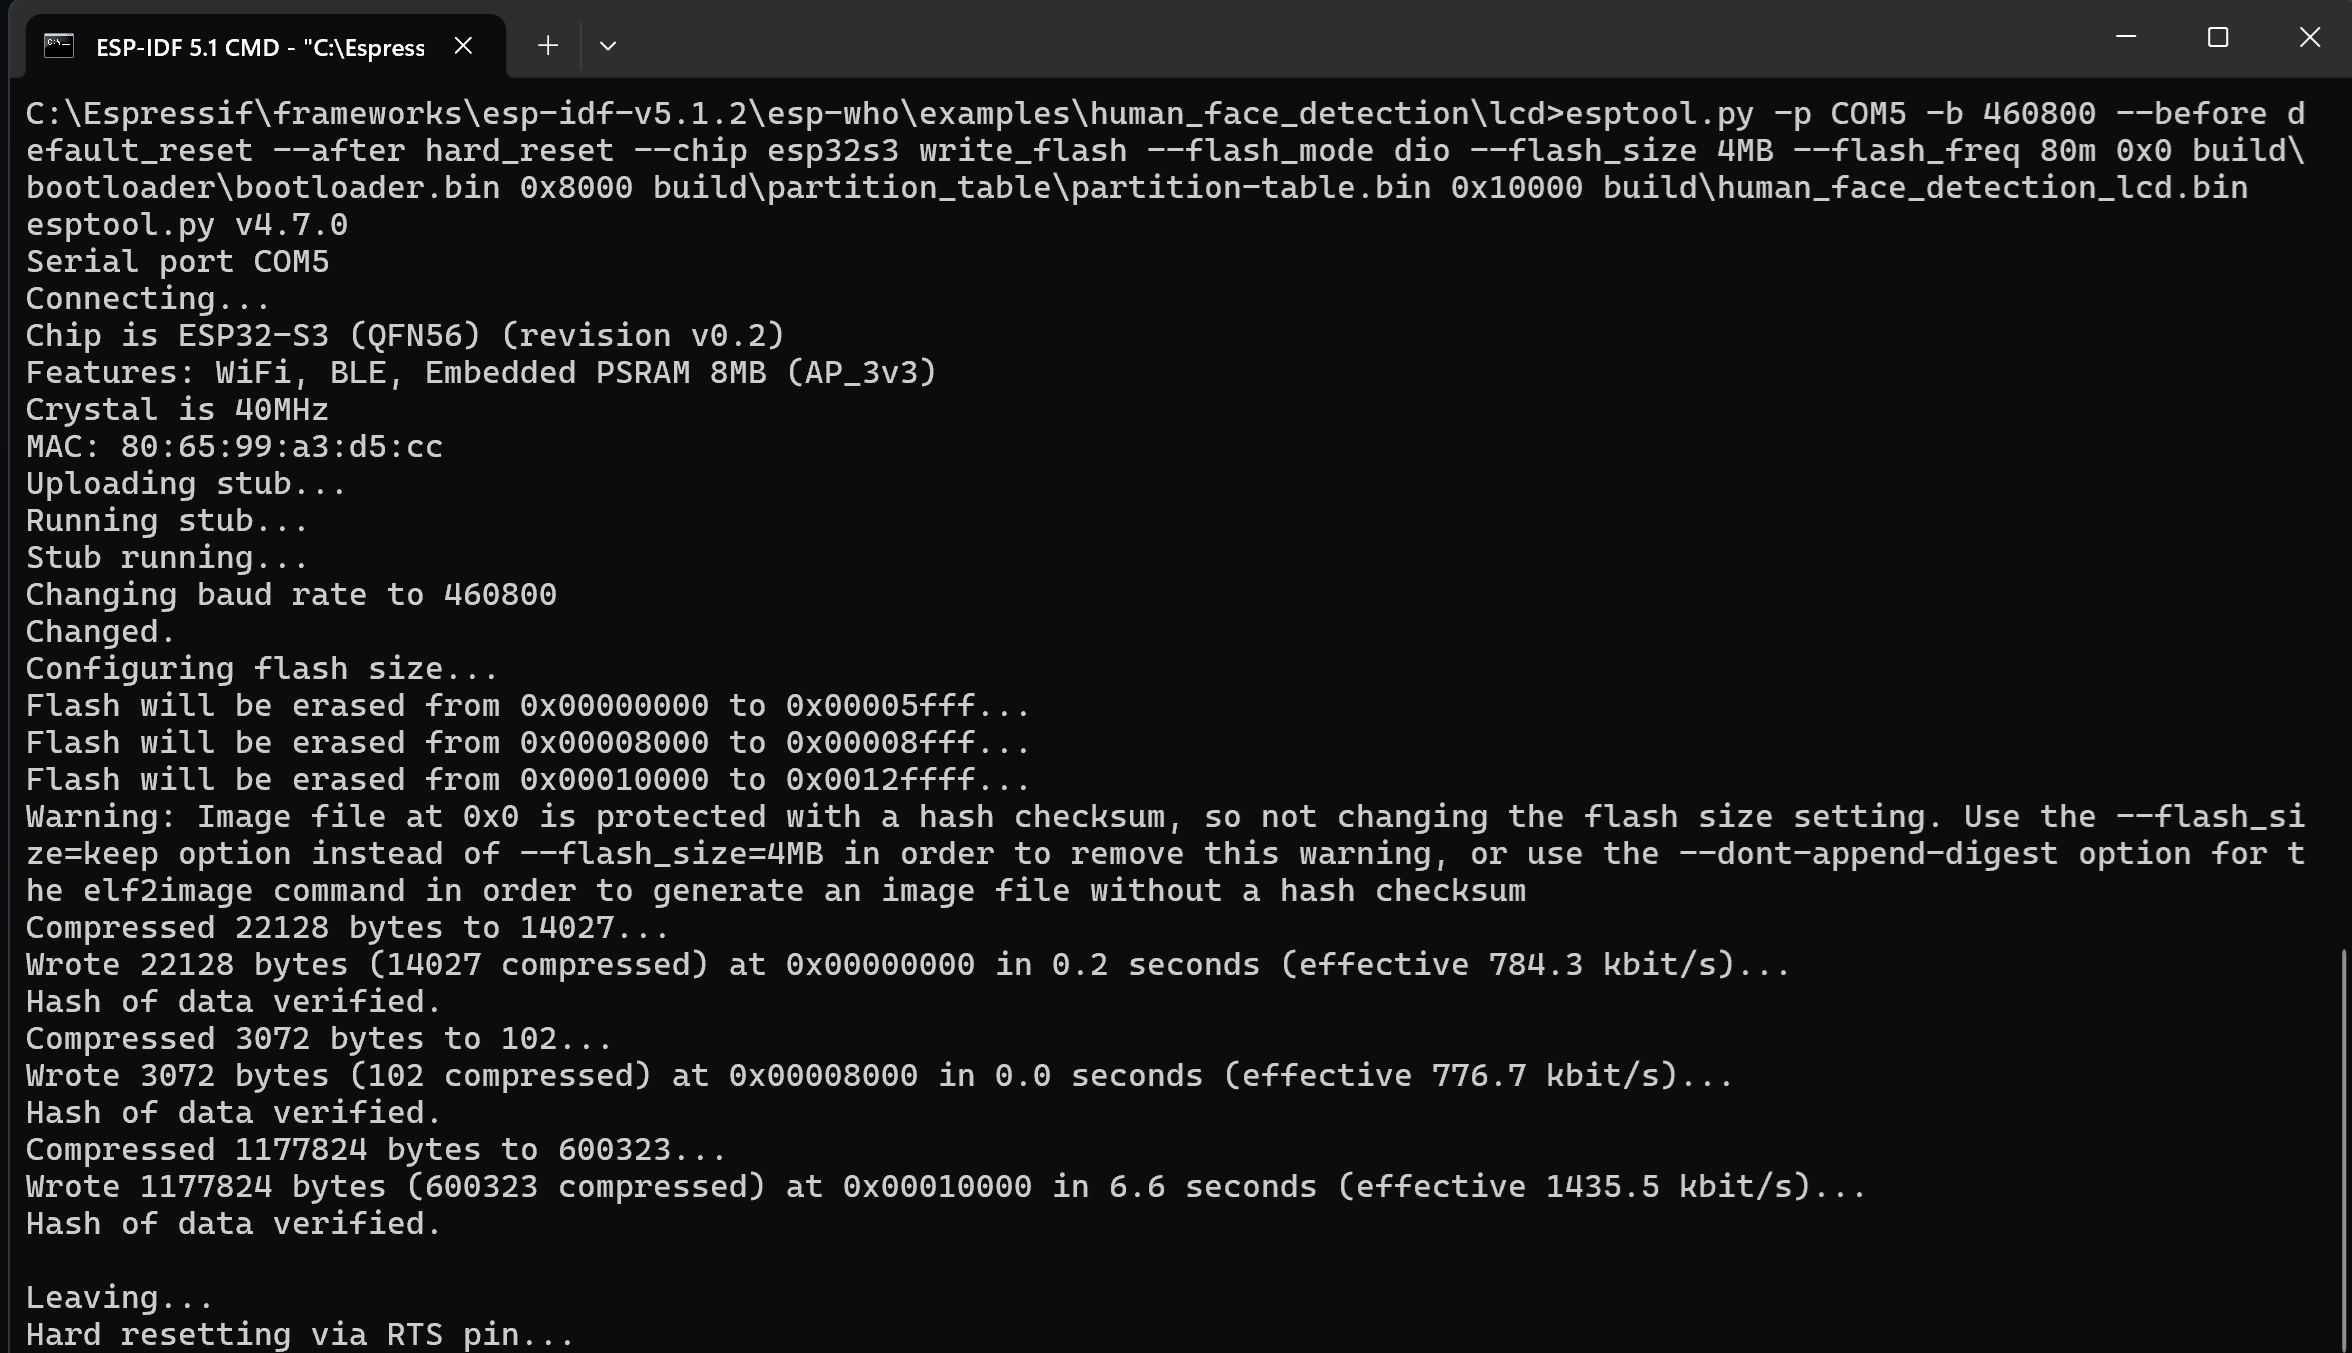 ESP-IDF 5.1 CMD - "C:\Espress
C:\Espressif\frameworks\esp-idf-v5.1.2\esp-who\examples\human_face_detection\lcd>esptool.py -p COM5 -b 460800 --before d
efault_reset --after hard_reset --chip esp32s3 write_flash --flash_mode dio --flash_size 4MB --flash_freq 80m 0x0 build\
bootloader\bootloader.bin 0x8000 build\partition_table\partition-table.bin 0x10000 build\human_face_detection_lcd.bin
esptool.py v4.7.0
Serial port COM5
Connecting...
Chip is ESP32-S3 (QFN56) (revision v0.2)
Features: WiFi, BLE, Embedded PSRAM 8MB (AP_3v3)
Crystal is 40MHz
MAC: 80:65:99:a3:d5:cc
Uploading stub...
Running stub...
Stub running...
Changing baud rate to 460800
Changed.
Configuring flash size...
Flash will be erased from 0x00000000 to 0x00005fff...
Flash will be erased from 0x00008000 to 0x00008fff...
Flash will be erased from 0x00010000 to 0x0012ffff...
Warning: Image file at 0x0 is protected with a hash checksum, so not changing the flash size setting. Use the --flash_si
ze=keep option instead of --flash_size=4MB in order to remove this warning, or use the --dont-append-digest option for t
he elf2image command in order to generate an image file without a hash checksum
Compressed 22128 bytes to 14027...
Wrote 22128 bytes (14027 compressed) at 0x00000000 in 0.2 seconds (effective 784.3 kbit/s)...
Hash of data verified.
Compressed 3072 bytes to 102...
Wrote 3072 bytes (102 compressed) at 0x00008000 in 0.0 seconds (effective 776.7 kbit/s)...
Hash of data verified.
Compressed 1177824 bytes to 600323...
Wrote 1177824 bytes (600323 compressed) at 0x00010000 in 6.6 seconds (effective 1435.5 kbit/s)...
Hash of data verified.

Leaving...
Hard resetting via RTS pin...